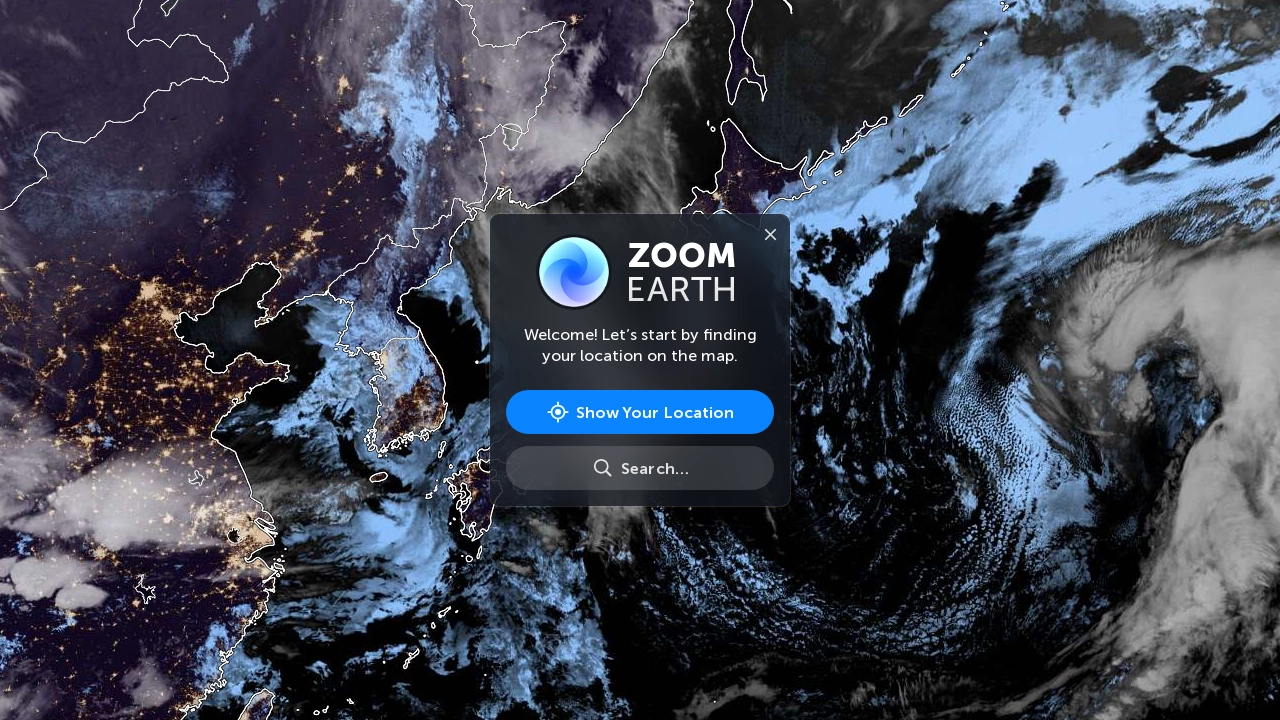 ZOOM
EARTH
Welcome! Let’s start by finding
your location on the map.
Show Your Location
Search…